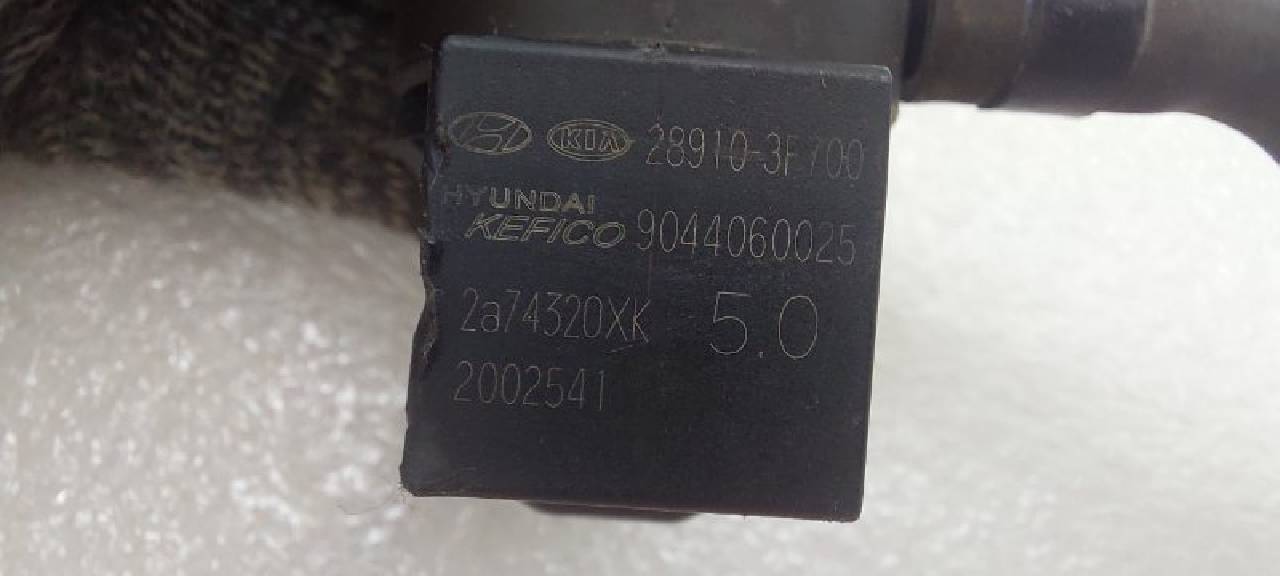 KIA 28910-3F700
HYUNDAI
KEFICO 9044060025
2a74320XK 5.0
2002541